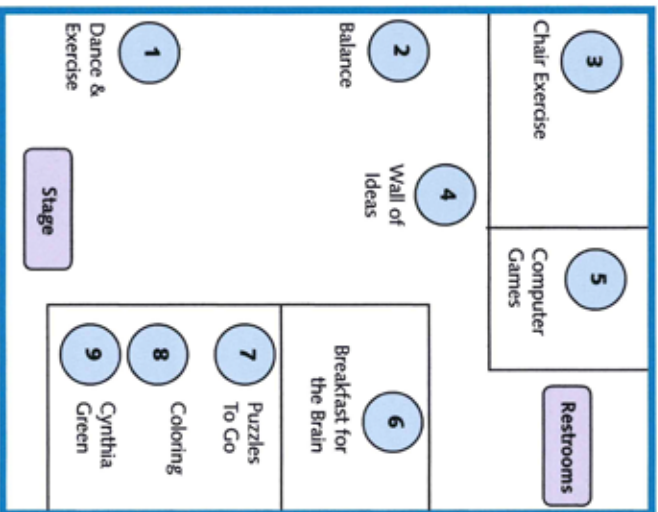 3
Chair Exercise
5
Computer
Games
Restrooms
4
Wall of
Ideas
2
Balance
6
Breakfast for
the Brain
7
Puzzles
To Go
8
Coloring
9
Cynthia
Green
1
Dance &
Exercise
Stage